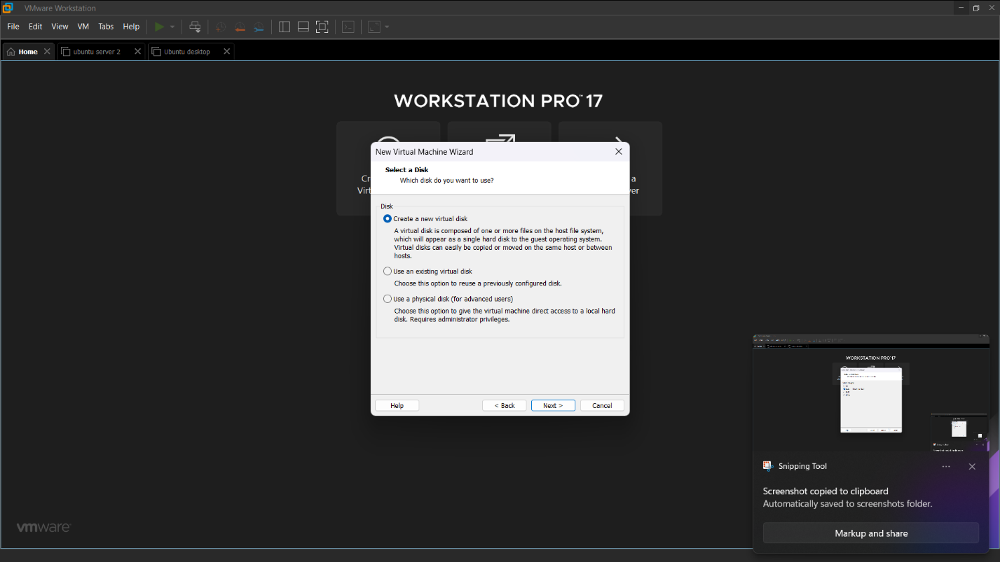 VMware Workstation
File Edit View VM Tabs Help
Home ubuntu server 2 Ubuntu desktop
WORKSTATION PRO™ 17
Cr
Virt
a
ver
New Virtual Machine Wizard
Select a Disk
Which disk do you want to use?
Disk
Create a new virtual disk
A virtual disk is composed of one or more files on the host file system,
which will appear as a single hard disk to the guest operating system.
Virtual disks can easily be copied or moved on the same host or between
hosts.
Use an existing virtual disk
Choose this option to reuse a previously configured disk.
Use a physical disk (for advanced users)
Choose this option to give the virtual machine direct access to a local hard
disk. Requires administrator privileges.
Help < Back Next > Cancel
WORKSTATION PRO™ 17
Snipping Tool
Screenshot copied to clipboard
Automatically saved to screenshots folder.
Markup and share
vmware